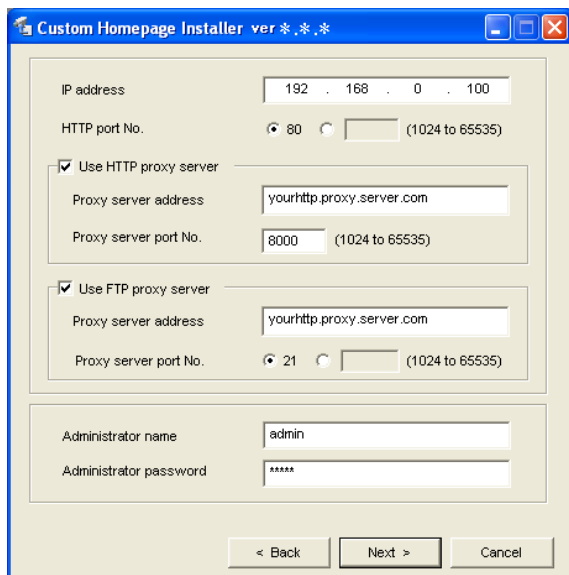 Custom Homepage Installer ver *.*.*
IP address 192 . 168 . 0 . 100
HTTP port No. 80 (1024 to 65535)
Use HTTP proxy server
Proxy server address yourhttp.proxy.server.com
Proxy server port No. 8000 (1024 to 65535)
Use FTP proxy server
Proxy server address yourhttp.proxy.server.com
Proxy server port No. 21 (1024 to 65535)
Administrator name admin
Administrator password *****
< Back Next > Cancel